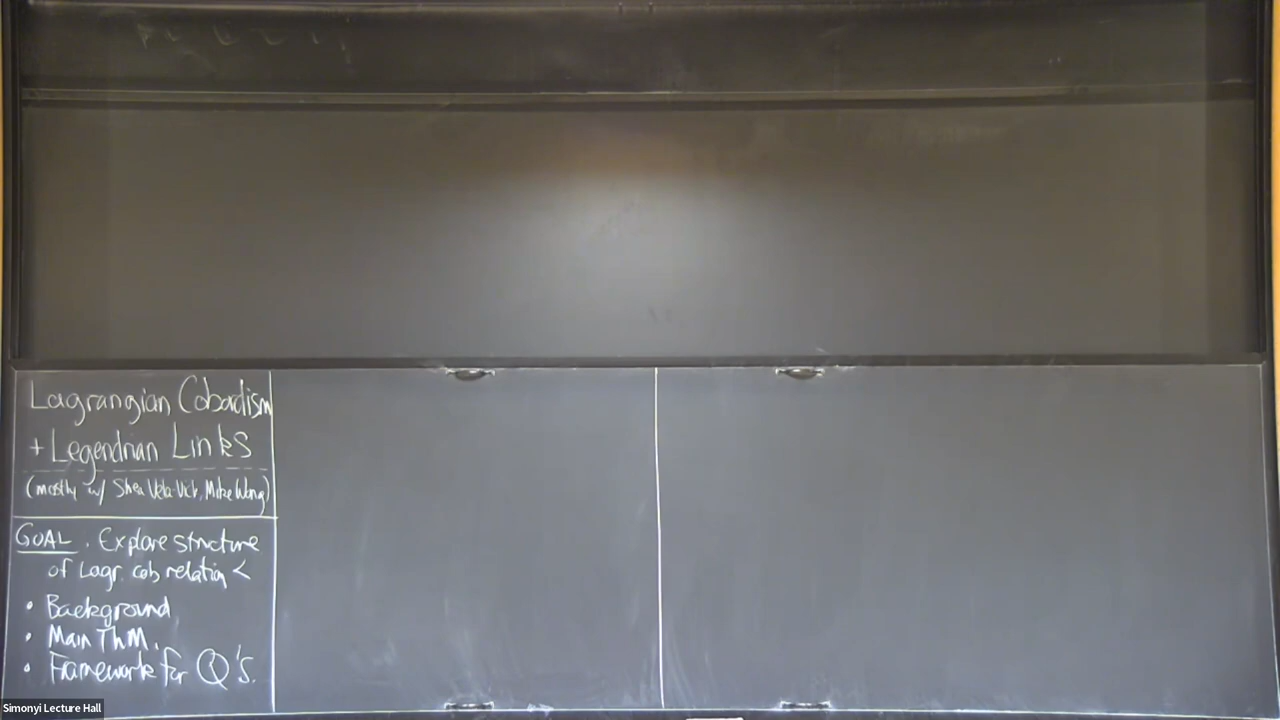 Lagrangian Cobordism
+ Legendrian Links
(mostly w/ Shea Vela-Vick, Mike Wong)
GOAL. Explore structure
of Lagr. cob relation <
• Background
• Main Thm.
• Framework for Q's.
Simonyi Lecture Hall